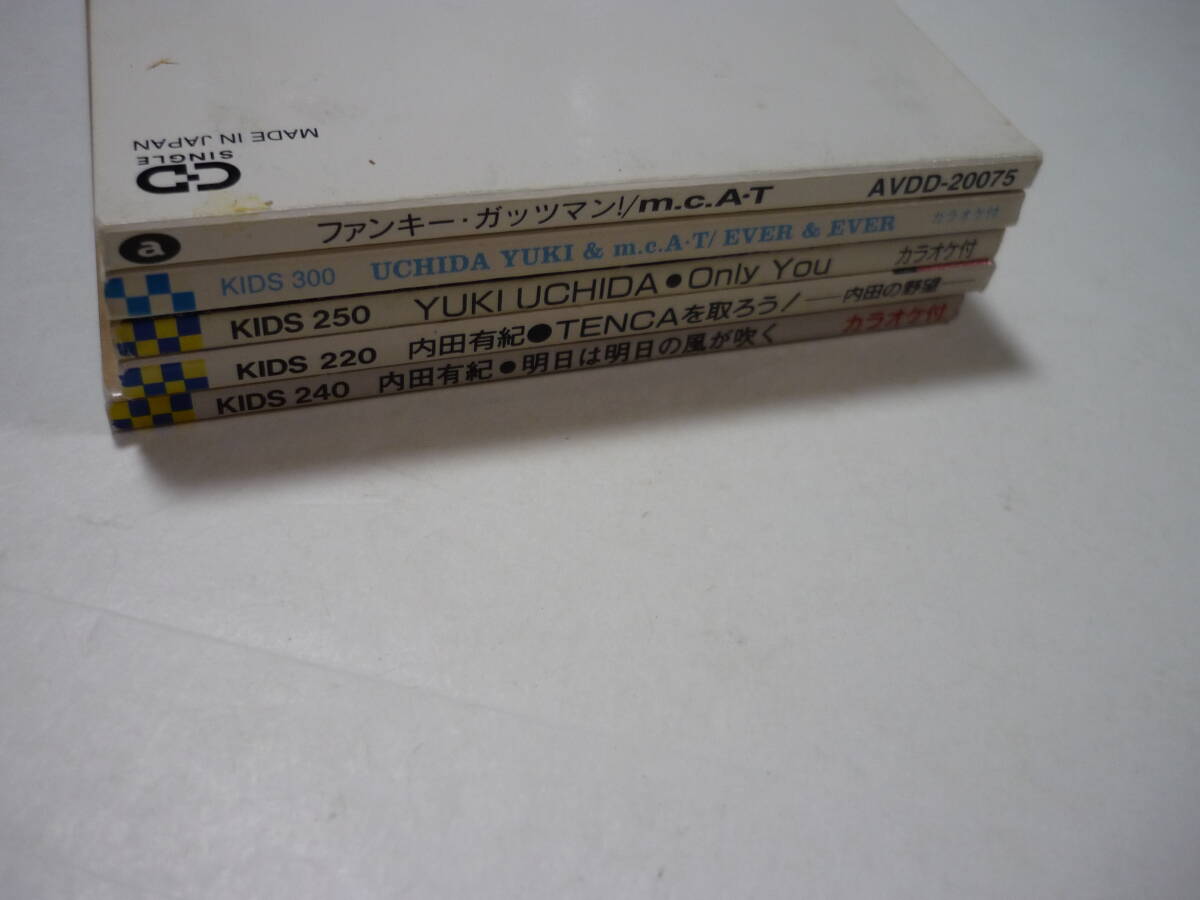 MADE IN JAPAN
SINGLE
CD
a ファンキー・ガッツマン!/m.c.A・T AVDD-20075
KIDS 300 UCHIDA YUKI & m.c.A・T/ EVER & EVER カラオケ付
KIDS 250 YUKI UCHIDA●Only You カラオケ付
KIDS 220 内田有紀●TENCAを取ろう!──内田の野望──
KIDS 240 内田有紀●明日は明日の風が吹く カラオケ付